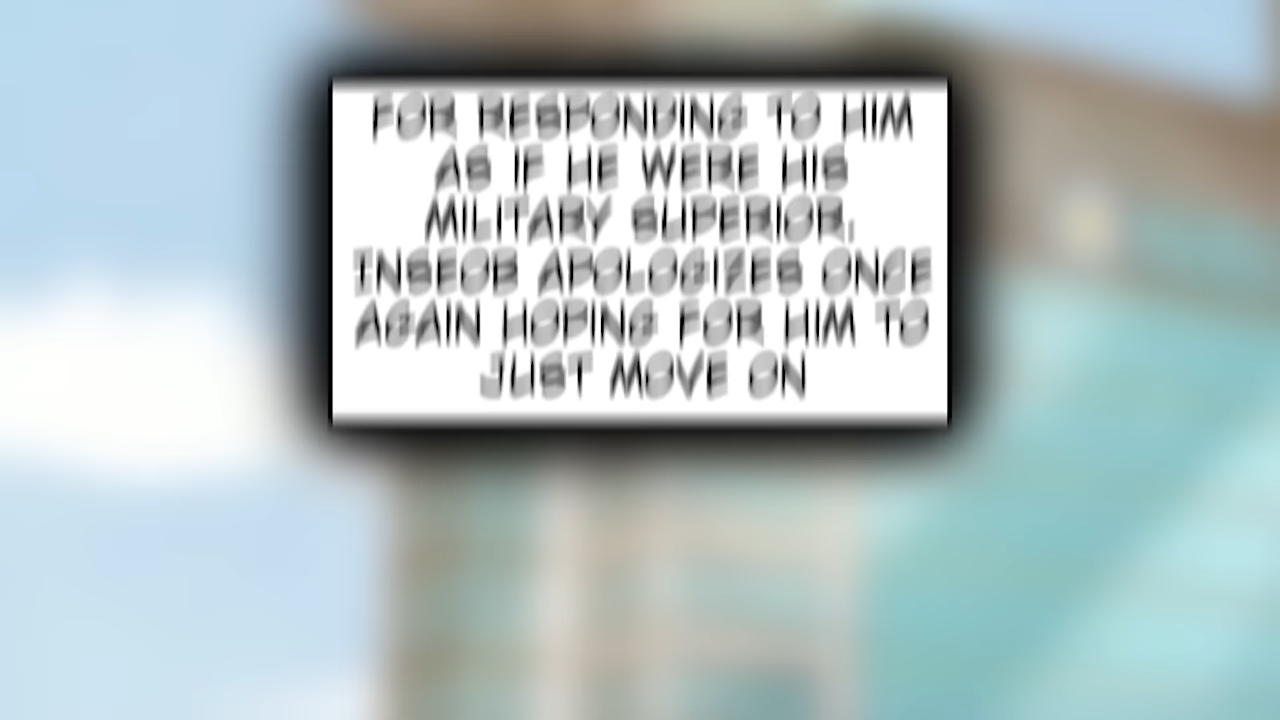 FOR RESPONDING TO HIM
AS IF HE WERE HIS
MILITARY SUPERIOR;
INSEOB APOLOGIZES ONCE
AGAIN HOPING FOR HIM TO
JUST MOVE ON